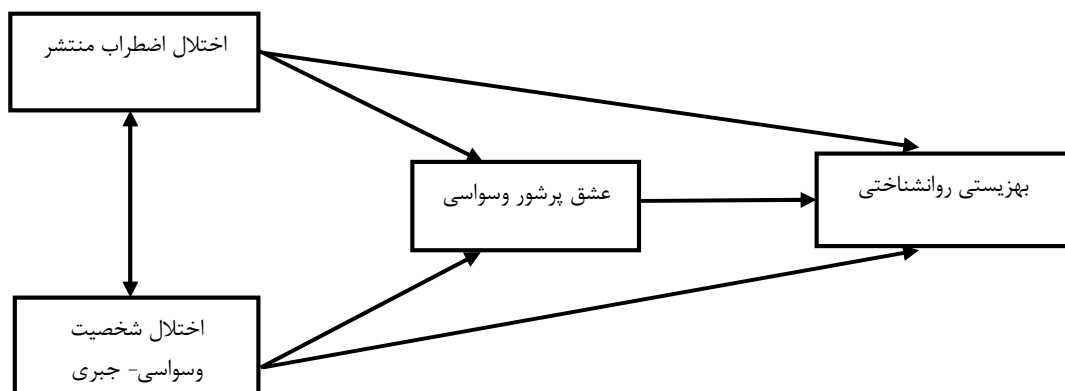 اختلال اضطراب منتشر
عشق پرشور وسواسی
بهزیستی روانشناختی
اختلال شخصیت
وسواسی- جبری